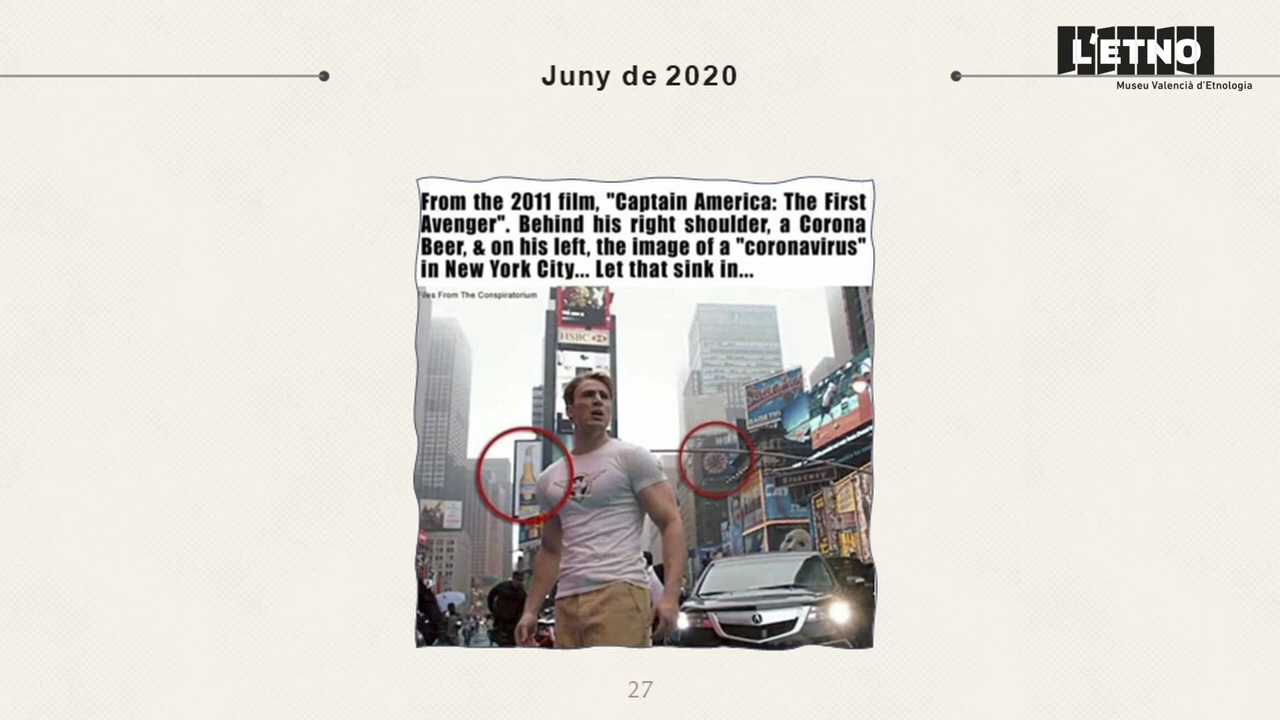 L'ETNO
Museu Valencià d'Etnologia
Juny de 2020
From the 2011 film, "Captain America: The First
Avenger". Behind his right shoulder, a Corona
Beer, & on his left, the image of a "coronavirus"
in New York City... Let that sink in...
Files From The Conspiratorium
HSBC
27